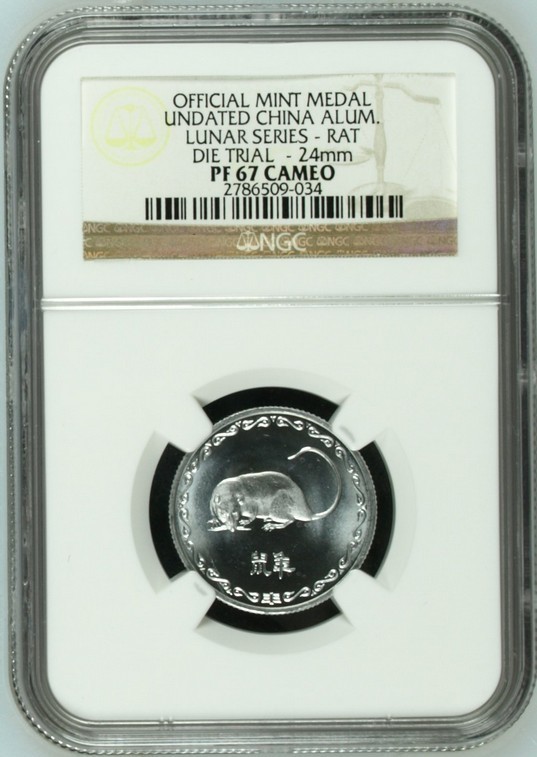 OFFICIAL MINT MEDAL
UNDATED CHINA ALUM.
LUNAR SERIES - RAT
DIE TRIAL - 24mm
PF 67 CAMEO
2786509-034
NGC
鼠年